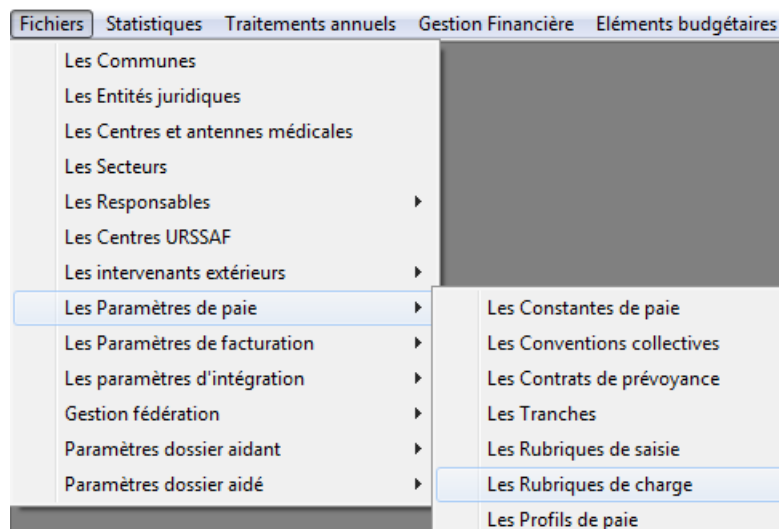 Fichiers Statistiques Traitements annuels Gestion Financière Eléments budgétaires
Les Communes
Les Entités juridiques
Les Centres et antennes médicales
Les Secteurs
Les Responsables
Les Centres URSSAF
Les intervenants extérieurs
Les Paramètres de paie
Les Paramètres de facturation
Les paramètres d'intégration
Gestion fédération
Paramètres dossier aidant
Paramètres dossier aidé
Les Constantes de paie
Les Conventions collectives
Les Contrats de prévoyance
Les Tranches
Les Rubriques de saisie
Les Rubriques de charge
Les Profils de paie